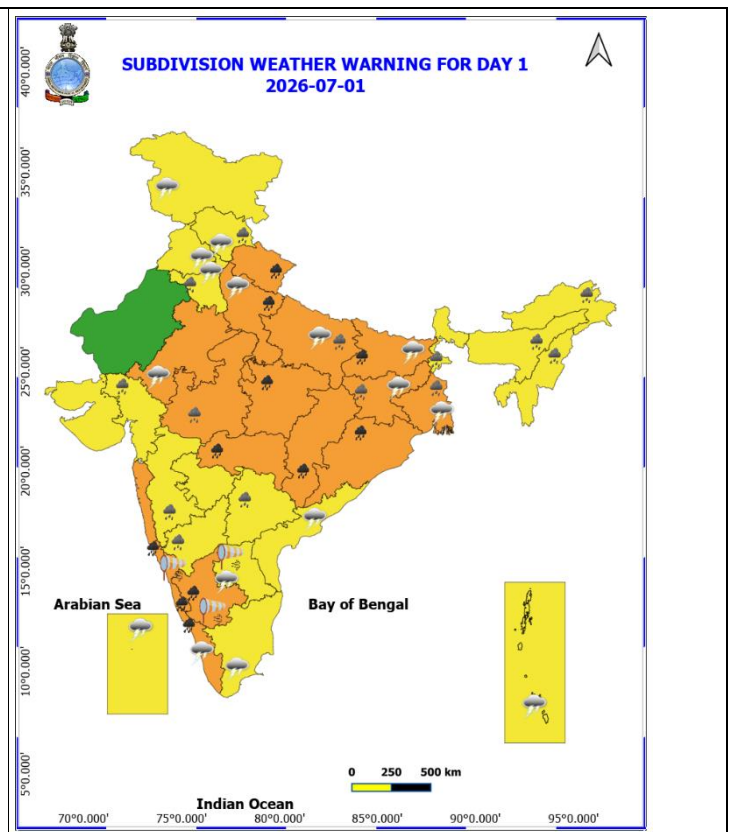 SUBDIVISION WEATHER WARNING FOR DAY 1
2026-07-01
40°0.000'
35°0.000'
30°0.000'
25°0.000'
20°0.000'
15°0.000'
10°0.000'
5°0.000'
Arabian Sea
Bay of Bengal
0 250 500 km
Indian Ocean
70°0.000' 75°0.000' 80°0.000' 85°0.000' 90°0.000' 95°0.000'